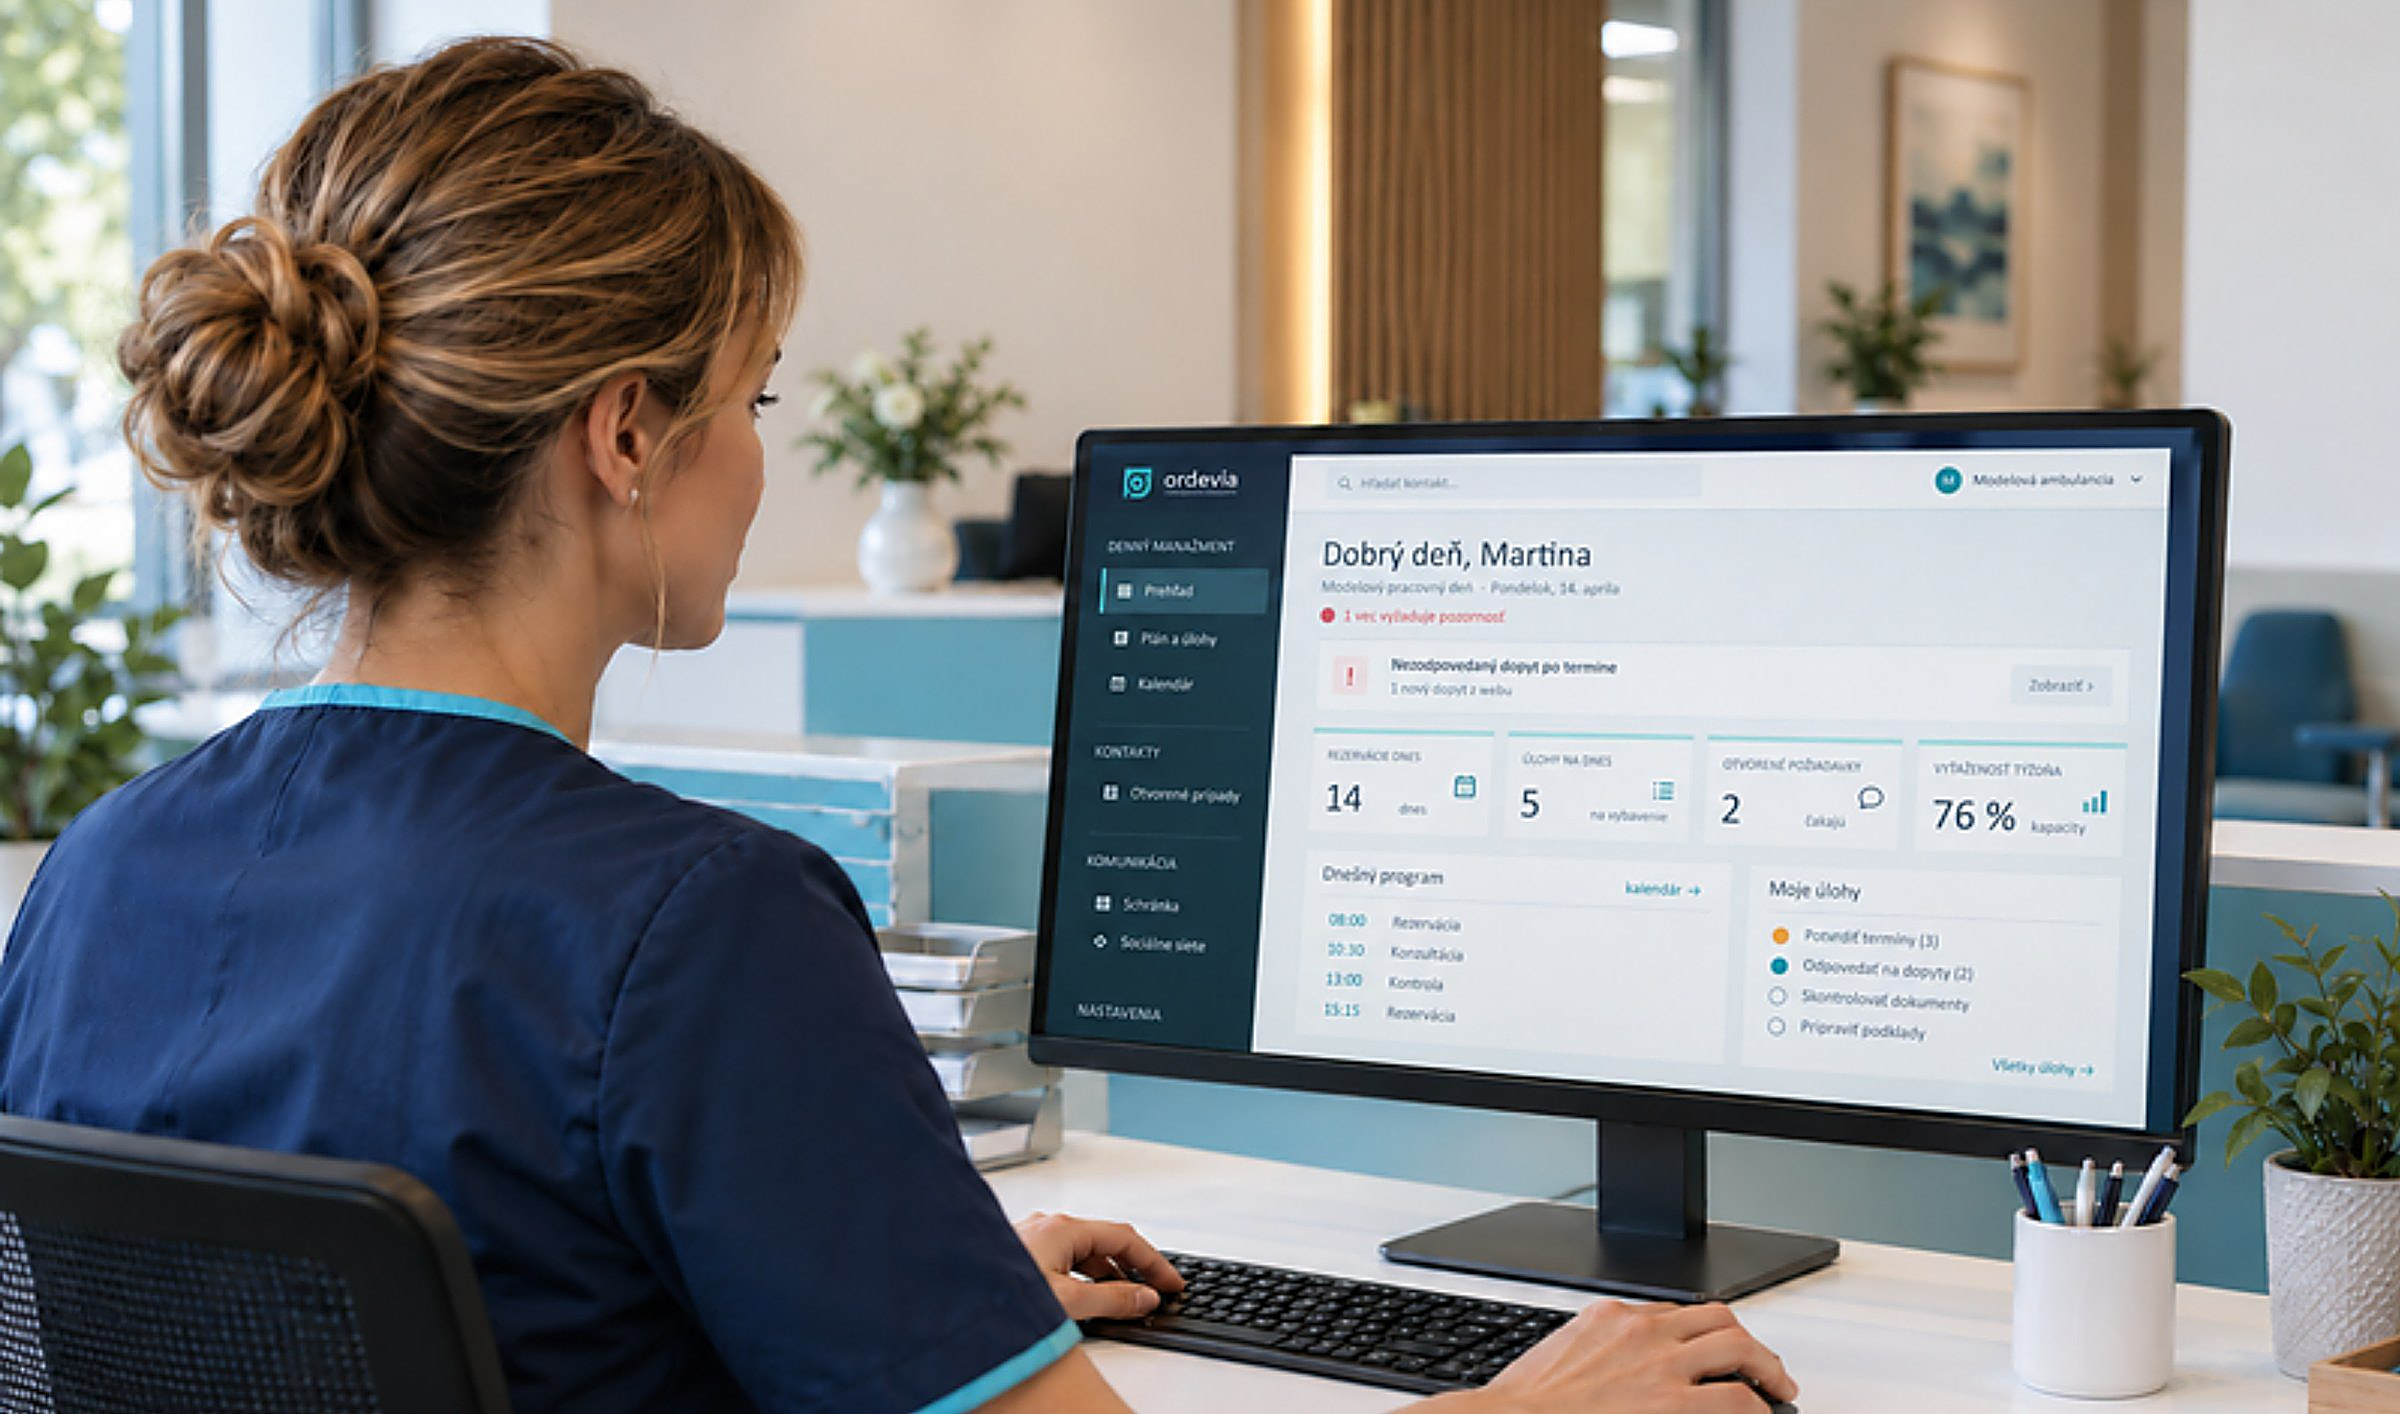 ordevia
DENNÝ MANAŽMENT
Prehľad
Plán a úlohy
Kalendár
KONTAKTY
Otvorené prípady
KOMUNIKÁCIA
Schránka
Sociálne siete
NASTAVENIA
Hľadať kontakt...
M
Modelová ambulancia
Dobrý deň, Martina
Modelový pracovný deň · Pondelok, 14. apríla
1 vec vyžaduje pozornosť
!
Nezodpovedaný dopyt po termíne
1 nový dopyt z webu
Zobraziť ›
REZERVÁCIE DNES
14 dnes
ÚLOHY NA DNES
5 na vybavenie
OTVORENÉ POŽIADAVKY
2 čakajú
VYŤAŽENOSŤ TÝŽDŇA
76 % kapacity
Dnešný program
kalendár →
08:00 Rezervácia
10:30 Konzultácia
13:00 Kontrola
15:15 Rezervácia
Moje úlohy
Potvrdiť termíny (3)
Odpovedať na dopyty (2)
Skontrolovať dokumenty
Pripraviť podklady
Všetky úlohy →